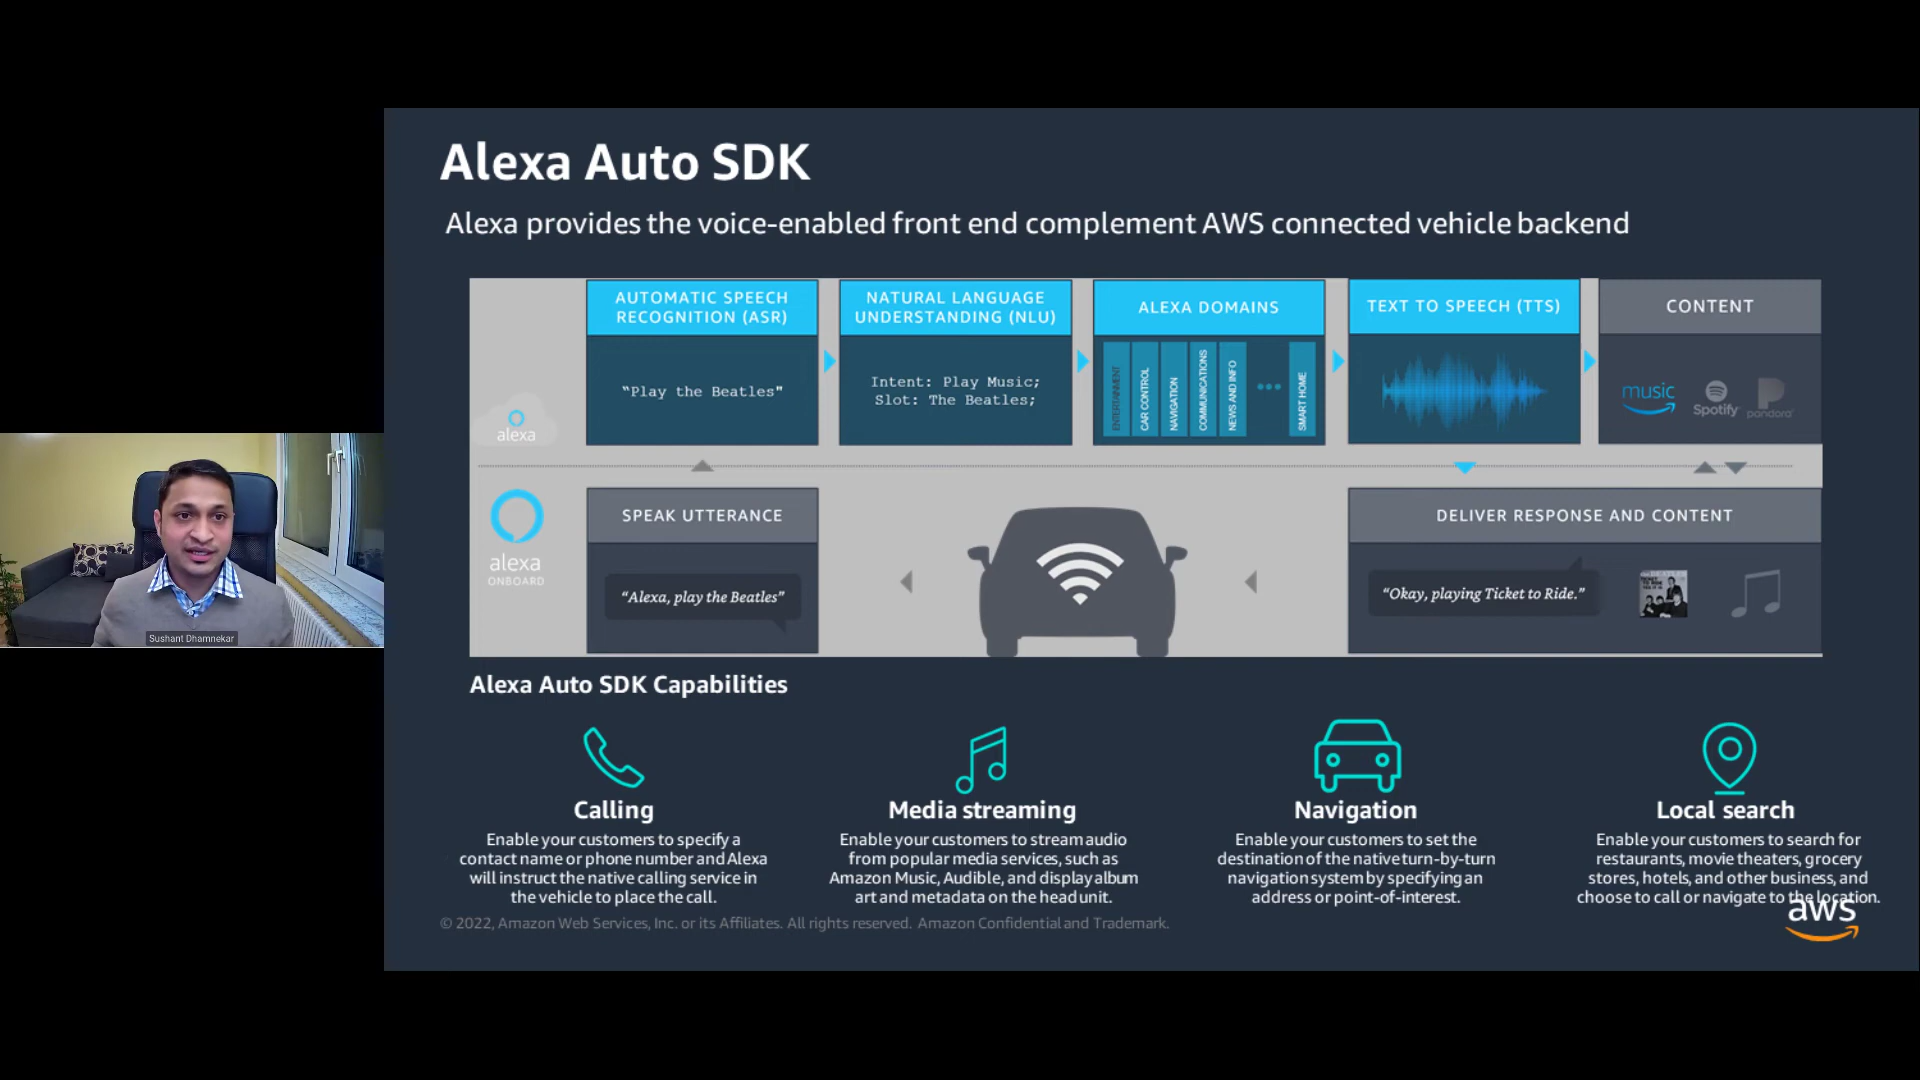 Alexa Auto SDK
Alexa provides the voice-enabled front end complement AWS connected vehicle backend
AUTOMATIC SPEECH
RECOGNITION (ASR)
"Play the Beatles"
NATURAL LANGUAGE
UNDERSTANDING (NLU)
Intent: Play Music;
Slot: The Beatles;
ALEXA DOMAINS
ENTERTAINMENT
CAR CONTROL
NAVIGATION
COMMUNICATIONS
NEWS AND INFO
SMART HOME
TEXT TO SPEECH (TTS)
CONTENT
music
Spotify
pandora
alexa
alexa
ONBOARD
SPEAK UTTERANCE
“Alexa, play the Beatles”
DELIVER RESPONSE AND CONTENT
“Okay, playing Ticket to Ride.”
Sushant Dhamnekar
Alexa Auto SDK Capabilities
Calling
Enable your customers to specify a
contact name or phone number and Alexa
will instruct the native calling service in
the vehicle to place the call.
Media streaming
Enable your customers to stream audio
from popular media services, such as
Amazon Music, Audible, and display album
art and metadata on the head unit.
Navigation
Enable your customers to set the
destination of the native turn-by-turn
navigation system by specifying an
address or point-of-interest.
Local search
Enable your customers to search for
restaurants, movie theaters, grocery
stores, hotels, and other business, and
choose to call or navigate to the location.
© 2022, Amazon Web Services, Inc. or its Affiliates. All rights reserved. Amazon Confidential and Trademark.
aws